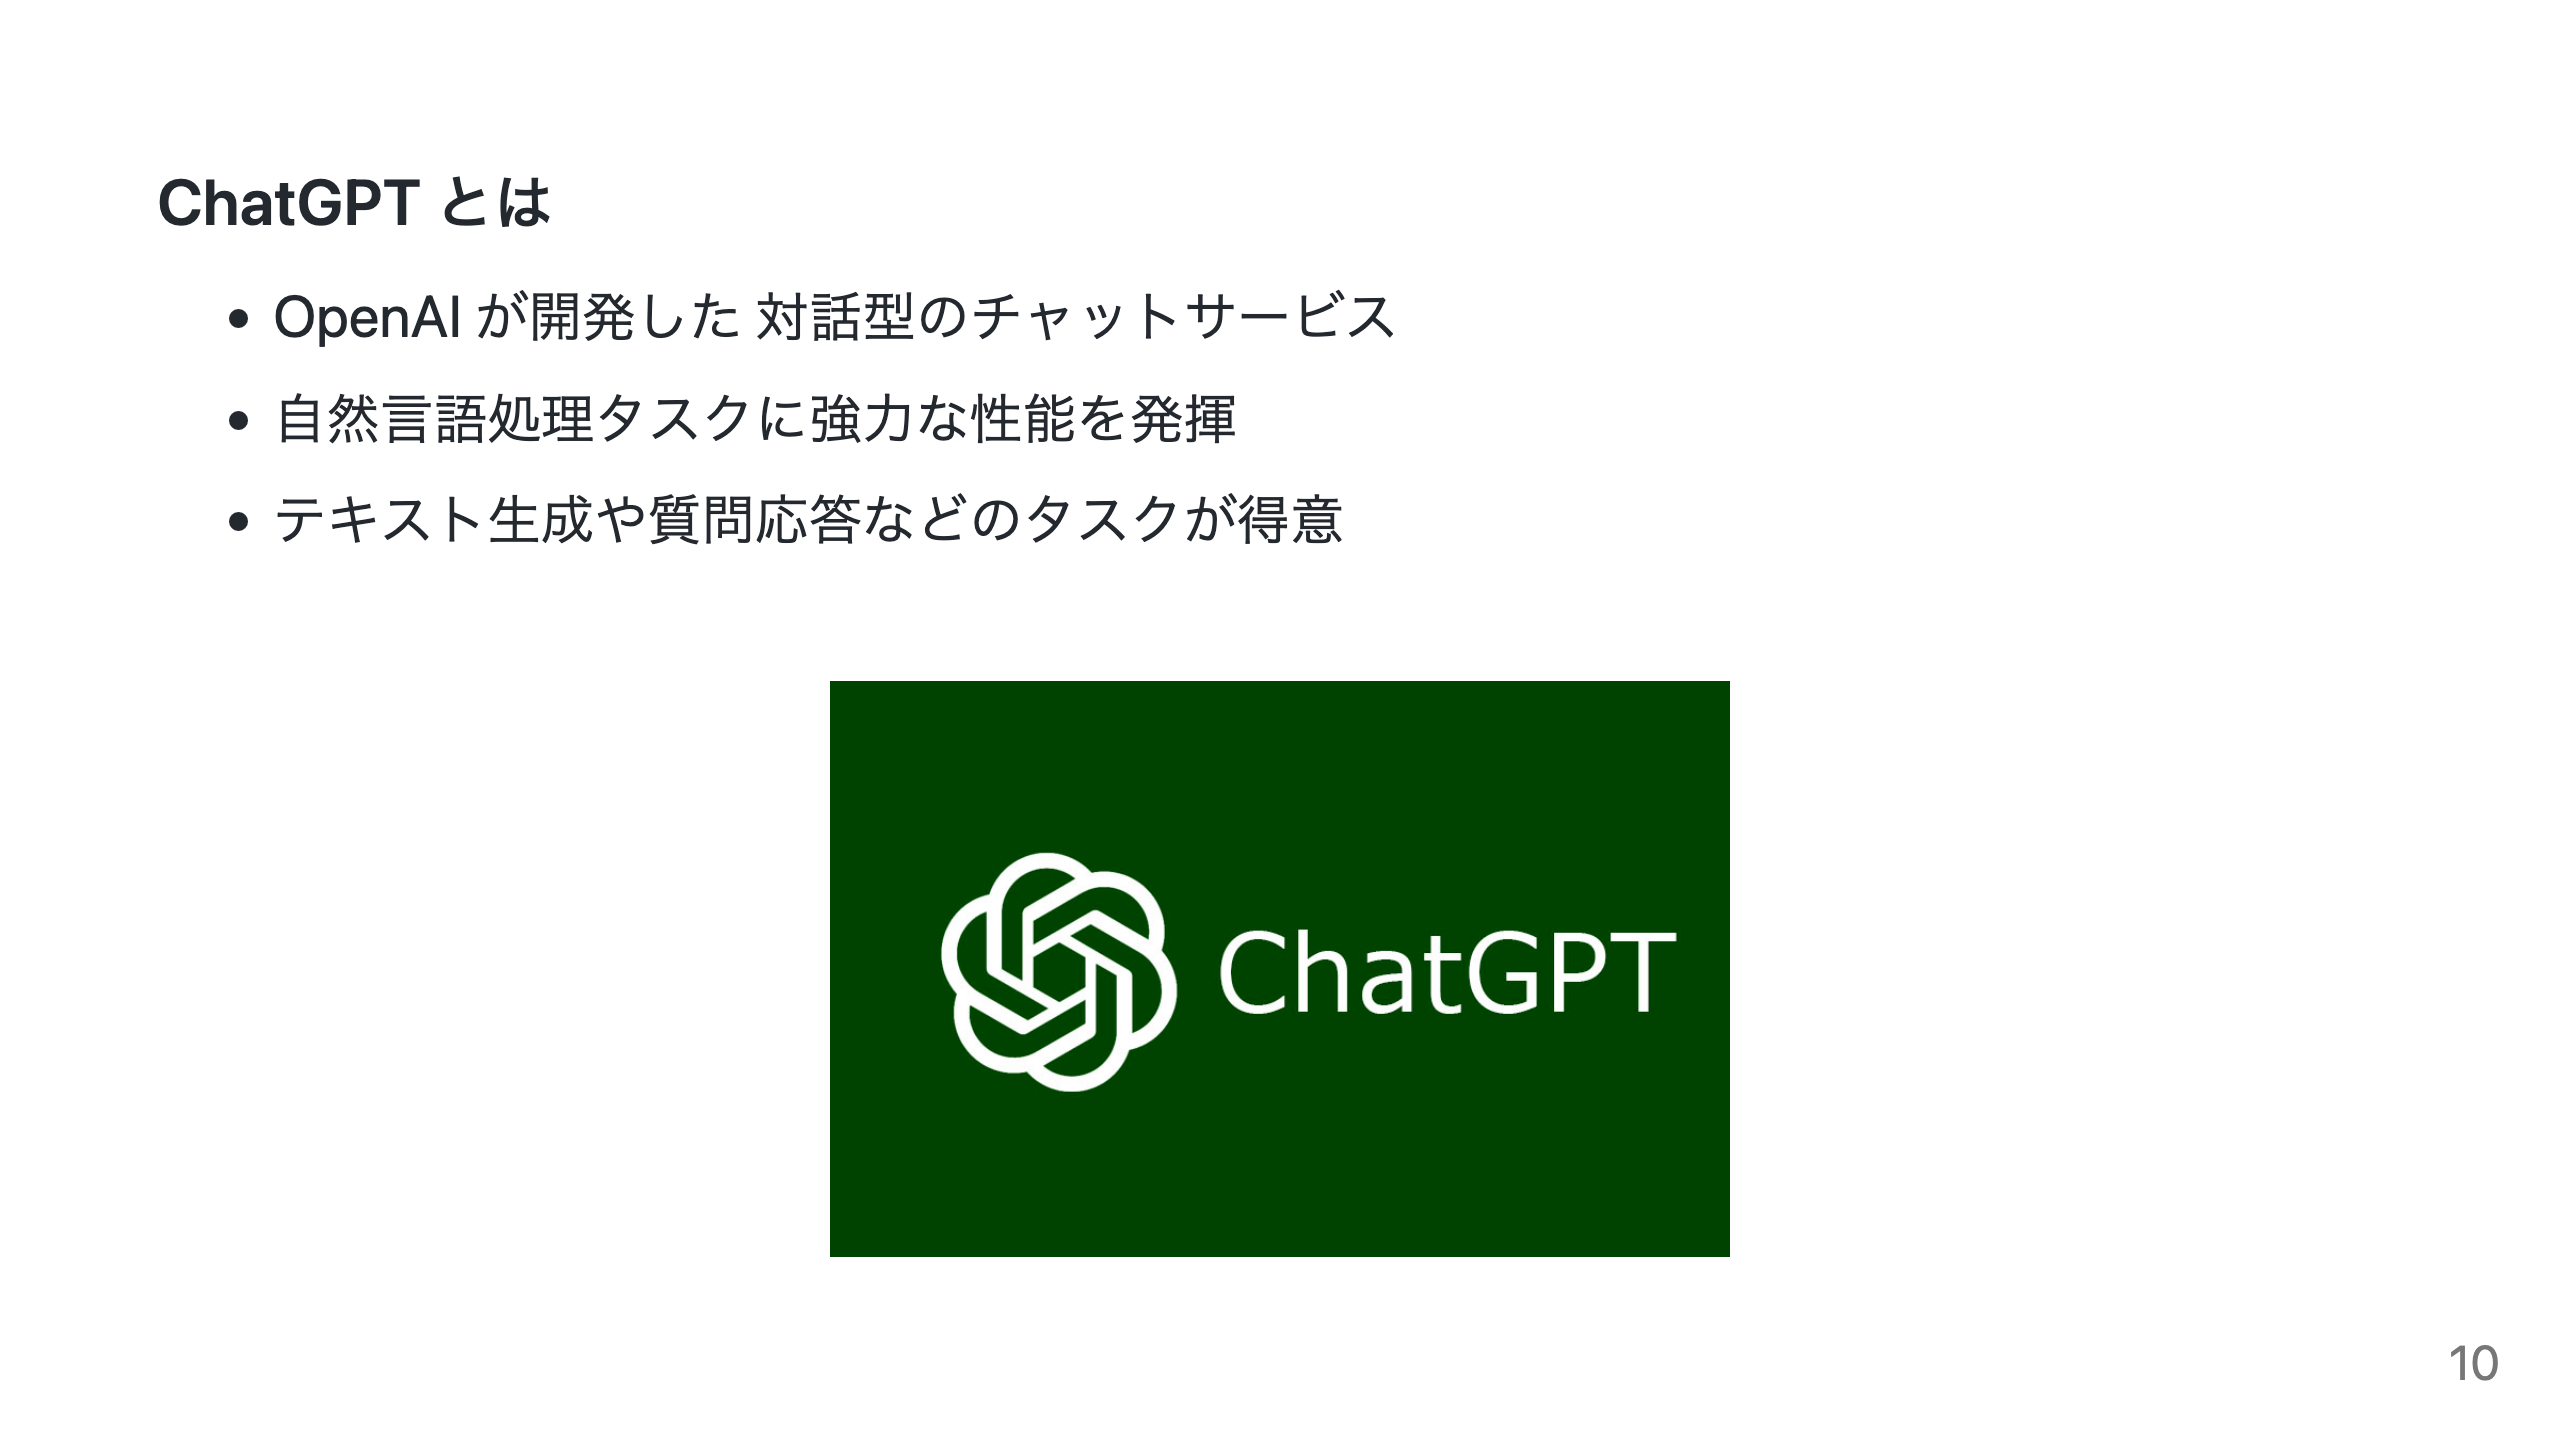 ChatGPT とは
• OpenAI が開発した 対話型のチャットサービス
• 自然言語処理タスクに強力な性能を発揮
• テキスト生成や質問応答などのタスクが得意
ChatGPT
10